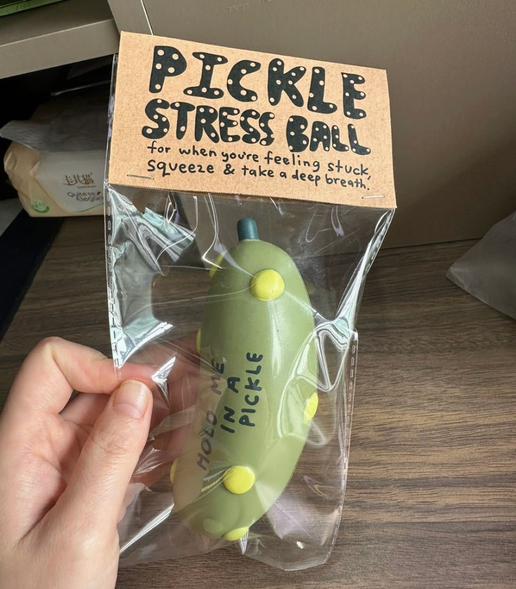 PICKLE
STRESS BALL
for when you're feeling stuck,
squeeze & take a deep breath.
HOLD ME
IN A
PICKLE